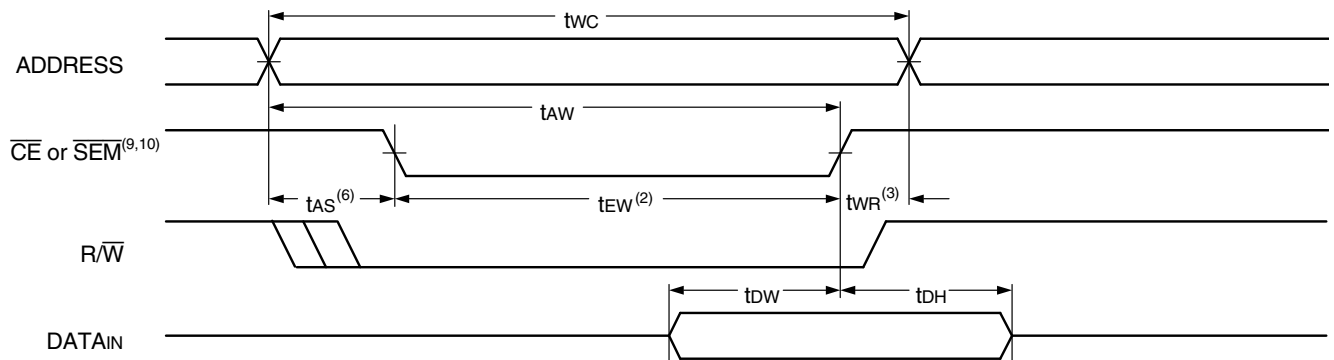 tWC
ADDRESS
tAW
CE or SEM(9,10)
tAS(6)
tEW(2)
tWR(3)
R/W
tDW
tDH
DATAIN